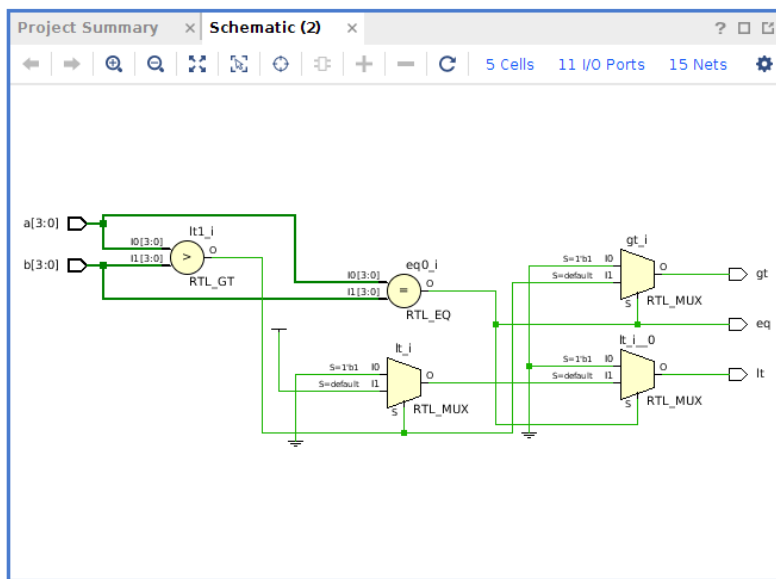 Project Summary × Schematic (2) ×
5 Cells 11 I/O Ports 15 Nets
a[3:0]
b[3:0]
lt1_i
I0[3:0]
I1[3:0]
O
>
RTL_GT
eq0_i
I0[3:0]
I1[3:0]
O
=
RTL_EQ
lt_i
S=1'b1 I0
S=default I1
O
S
RTL_MUX
gt_i
S=1'b1 I0
S=default I1
O
S
RTL_MUX
lt_i__0
S=1'b1 I0
S=default I1
O
S
RTL_MUX
gt
eq
lt